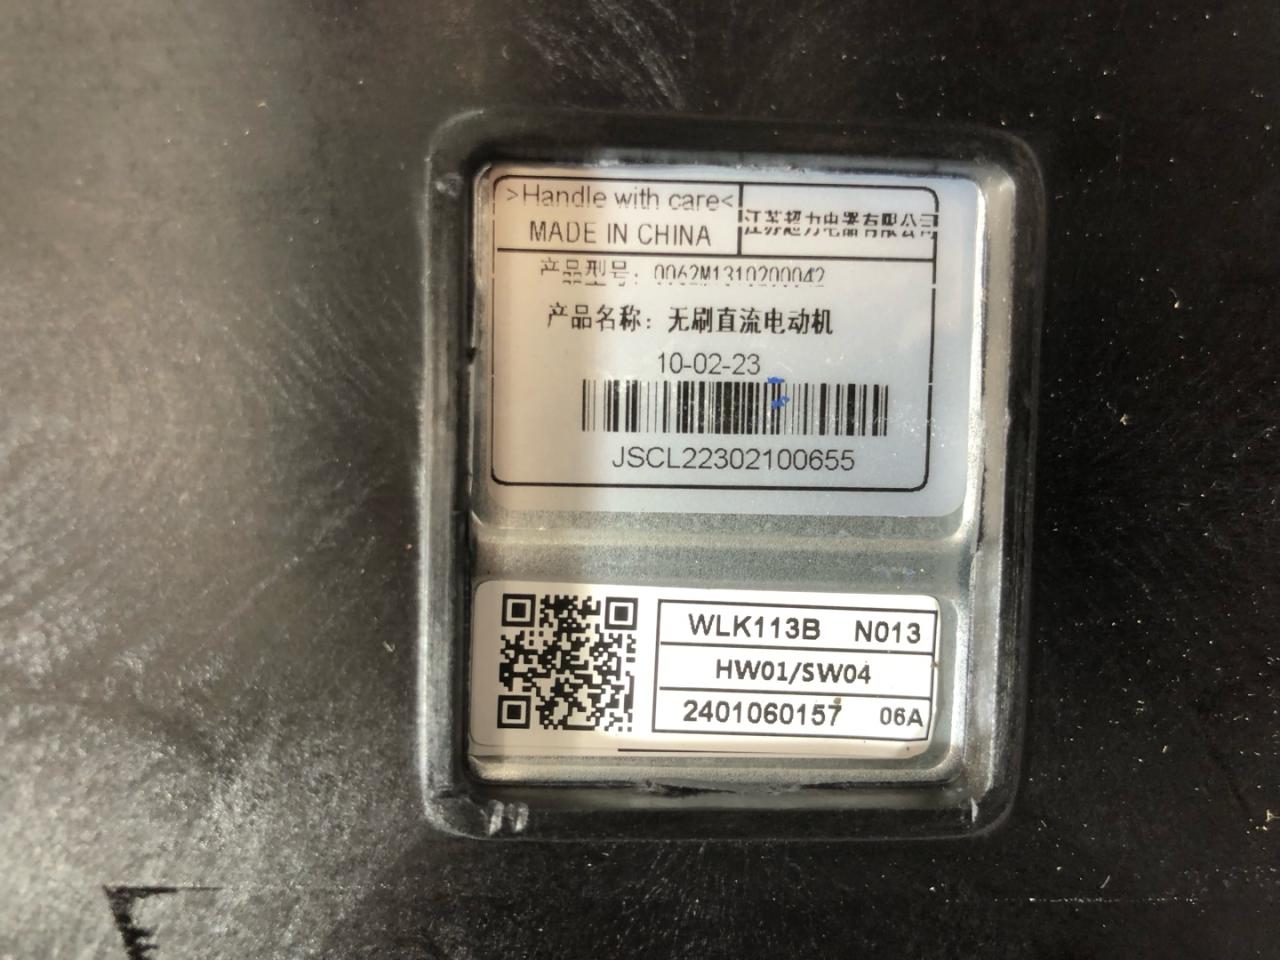 >Handle with care<
MADE IN CHINA
江苏超力电器有限公司
产品型号: 0062M1310200042
产品名称: 无刷直流电动机
10-02-23
JSCL22302100655
WLK113B N013
HW01/SW04
2401060157 06A